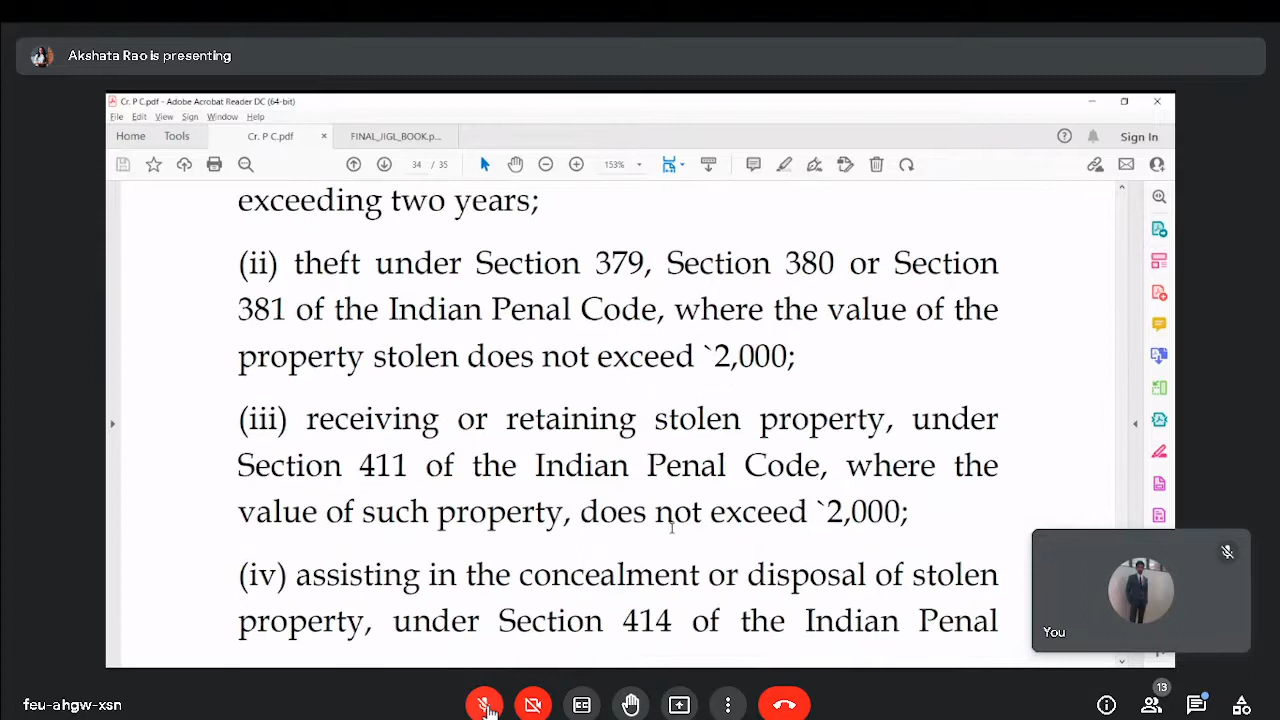 Akshata Rao is presenting
Cr. P C.pdf - Adobe Acrobat Reader DC (64-bit)
File Edit View Sign Window Help
Home Tools Cr. P C.pdf × FINAL_IIGL_BOOK.p... Sign In
34 / 35 153%
exceeding two years;
(ii) theft under Section 379, Section 380 or Section
381 of the Indian Penal Code, where the value of the
property stolen does not exceed `2,000;
(iii) receiving or retaining stolen property, under
Section 411 of the Indian Penal Code, where the
value of such property, does not exceed `2,000;
(iv) assisting in the concealment or disposal of stolen
property, under Section 414 of the Indian Penal
You
feu-ahgw-xsn
13